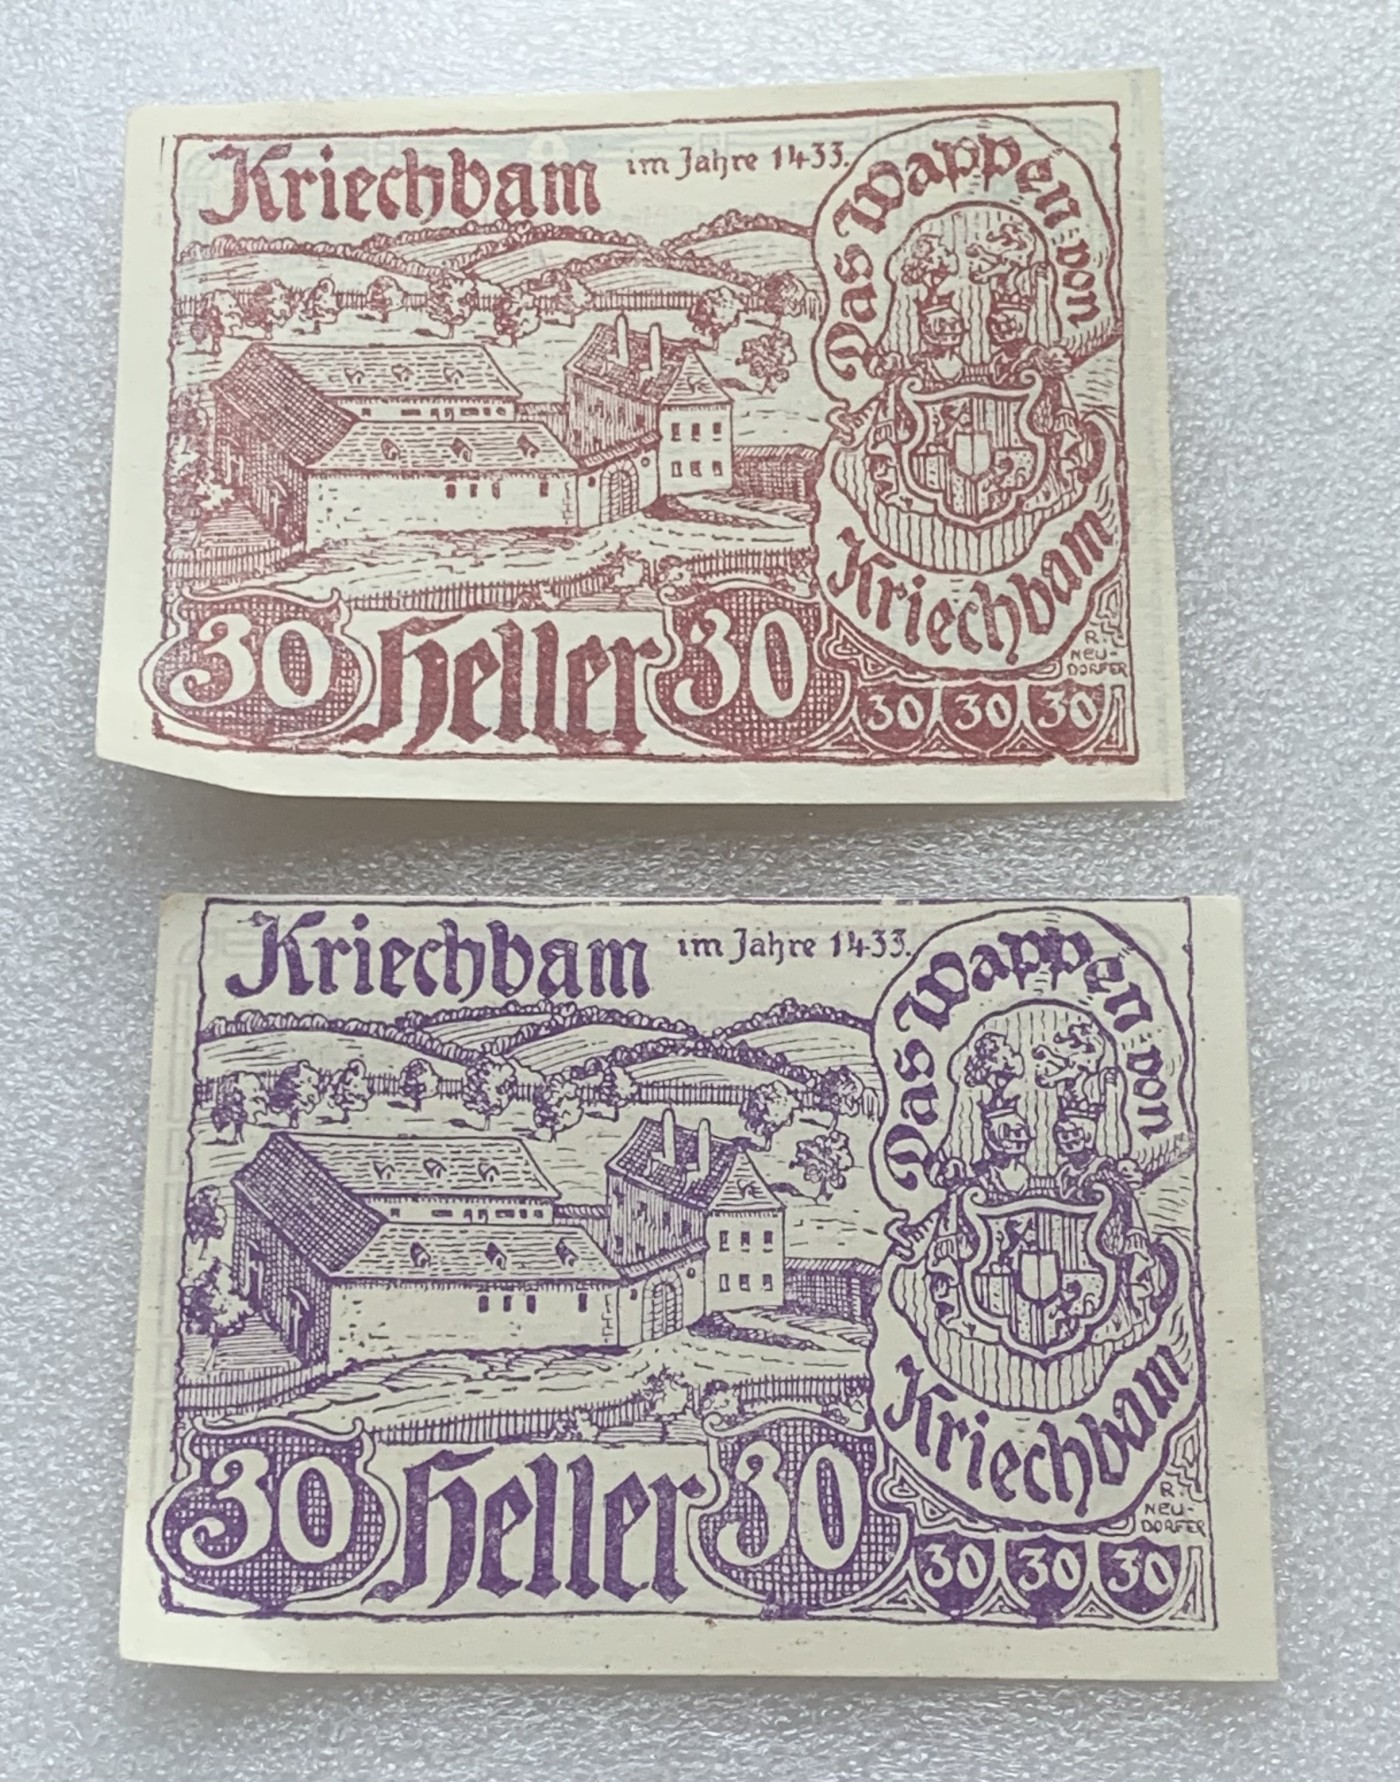 Kriechbam im Jahre 1433.
Das Wappen von
Kriechbam
30 Heller 30
R.
NEU-
DORFER
30 30 30
Kriechbam im Jahre 1433.
Das Wappen von
Kriechbam
30 Heller 30
R.
NEU-
DORFER
30 30 30